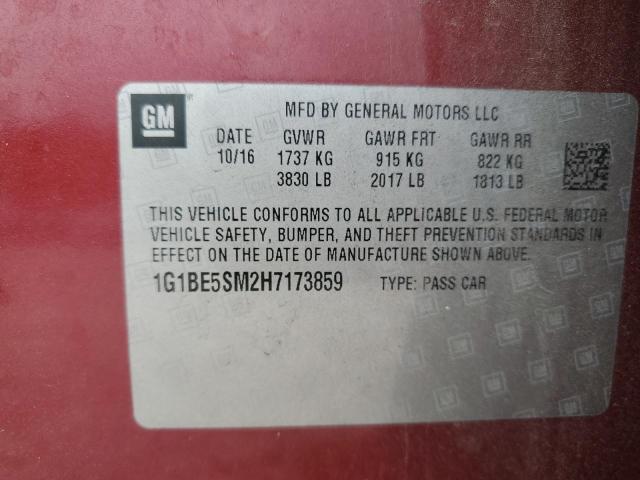 GM
MFD BY GENERAL MOTORS LLC
DATE GVWR GAWR FRT GAWR RR
10/16 1737 KG 915 KG 822 KG
3830 LB 2017 LB 1813 LB
THIS VEHICLE CONFORMS TO ALL APPLICABLE U.S. FEDERAL MOTOR
VEHICLE SAFETY, BUMPER, AND THEFT PREVENTION STANDARDS IN
EFFECT ON THE DATE OF MANUFACTURE SHOWN ABOVE.
1G1BE5SM2H7173859 TYPE: PASS CAR